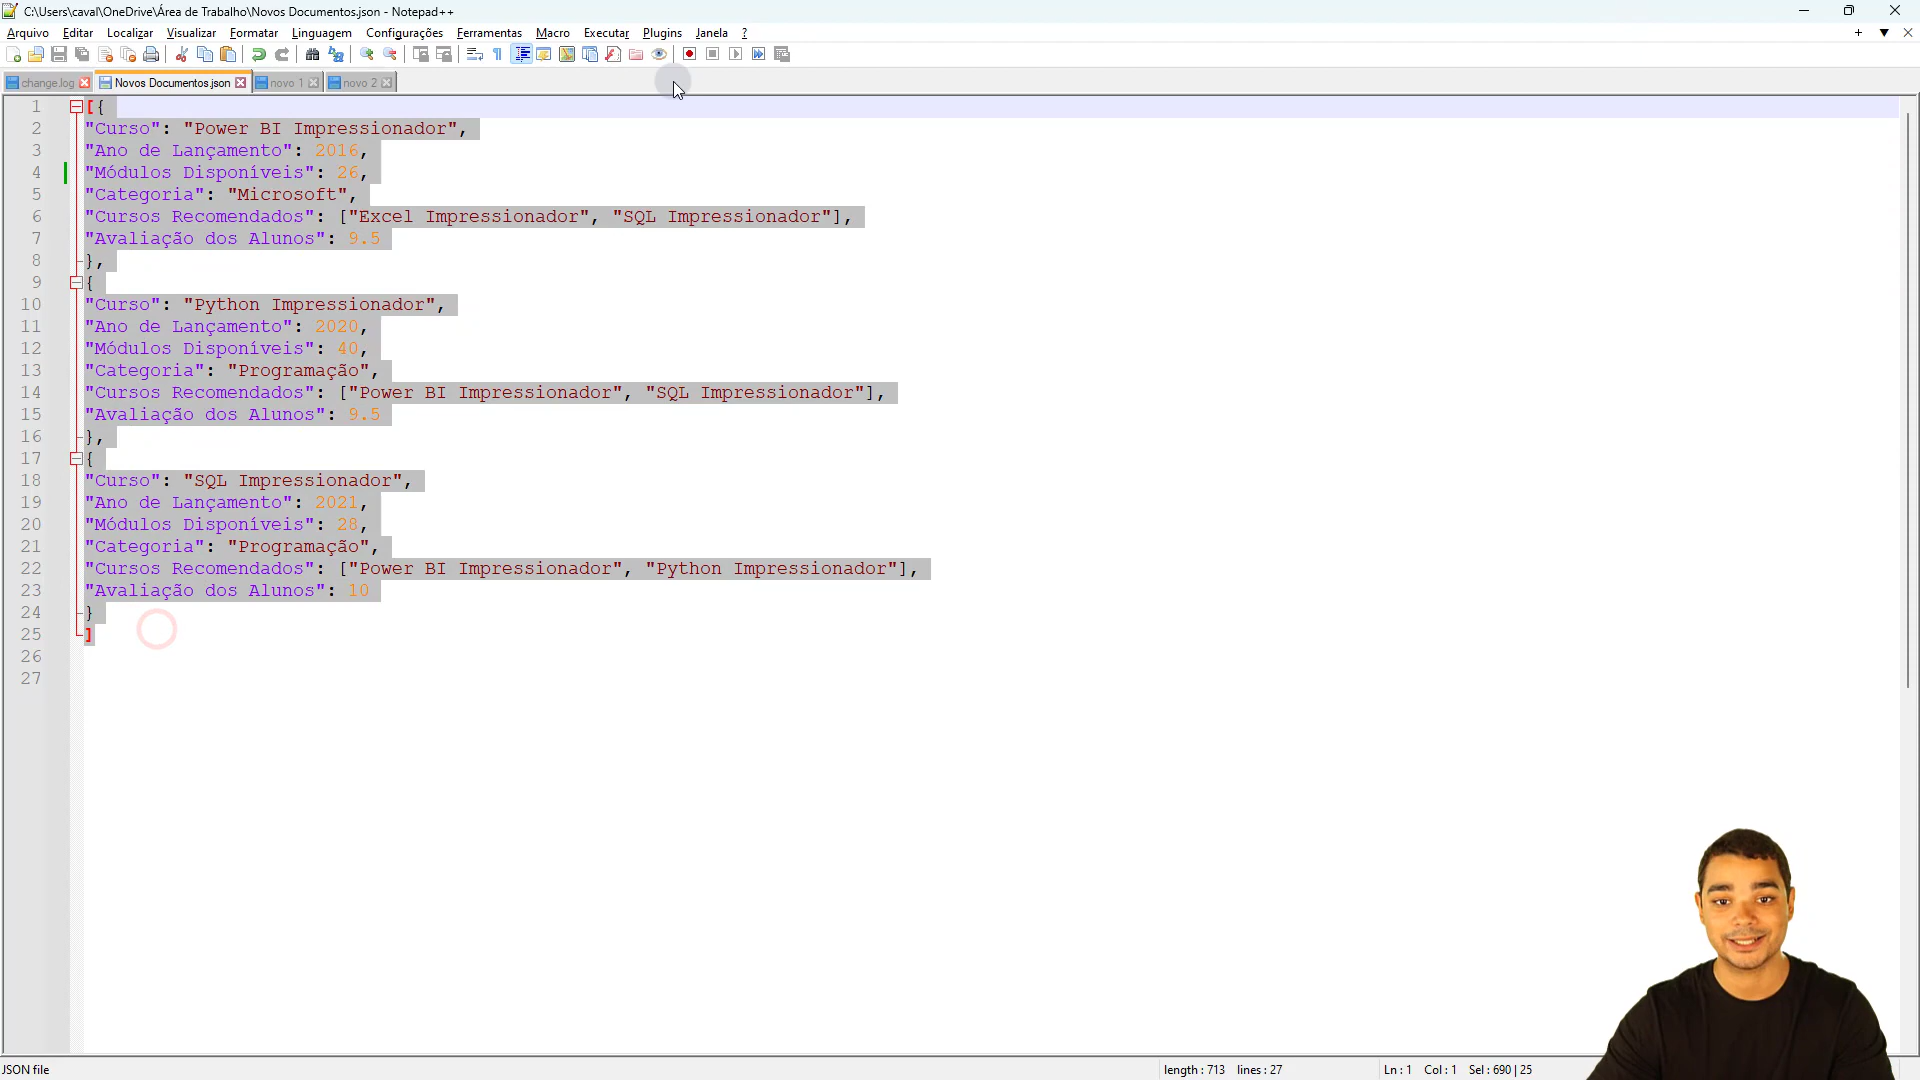 C:\Users\caval\OneDrive\Área de Trabalho\Novos Documentos.json - Notepad++
Arquivo Editar Localizar Visualizar Formatar Linguagem Configurações Ferramentas Macro Executar Plugins Janela ?
change.log Novos Documentos.json novo 1 novo 2
1 [{
2 "Curso": "Power BI Impressionador",
3 "Ano de Lançamento": 2016,
4 "Módulos Disponíveis": 26,
5 "Categoria": "Microsoft",
6 "Cursos Recomendados": ["Excel Impressionador", "SQL Impressionador"],
7 "Avaliação dos Alunos": 9.5
8 },
9 {
10 "Curso": "Python Impressionador",
11 "Ano de Lançamento": 2020,
12 "Módulos Disponíveis": 40,
13 "Categoria": "Programação",
14 "Cursos Recomendados": ["Power BI Impressionador", "SQL Impressionador"],
15 "Avaliação dos Alunos": 9.5
16 },
17 {
18 "Curso": "SQL Impressionador",
19 "Ano de Lançamento": 2021,
20 "Módulos Disponíveis": 28,
21 "Categoria": "Programação",
22 "Cursos Recomendados": ["Power BI Impressionador", "Python Impressionador"],
23 "Avaliação dos Alunos": 10
24 }
25 ]
26
27
JSON file length : 713 lines : 27 Ln : 1 Col : 1 Sel : 690 | 25